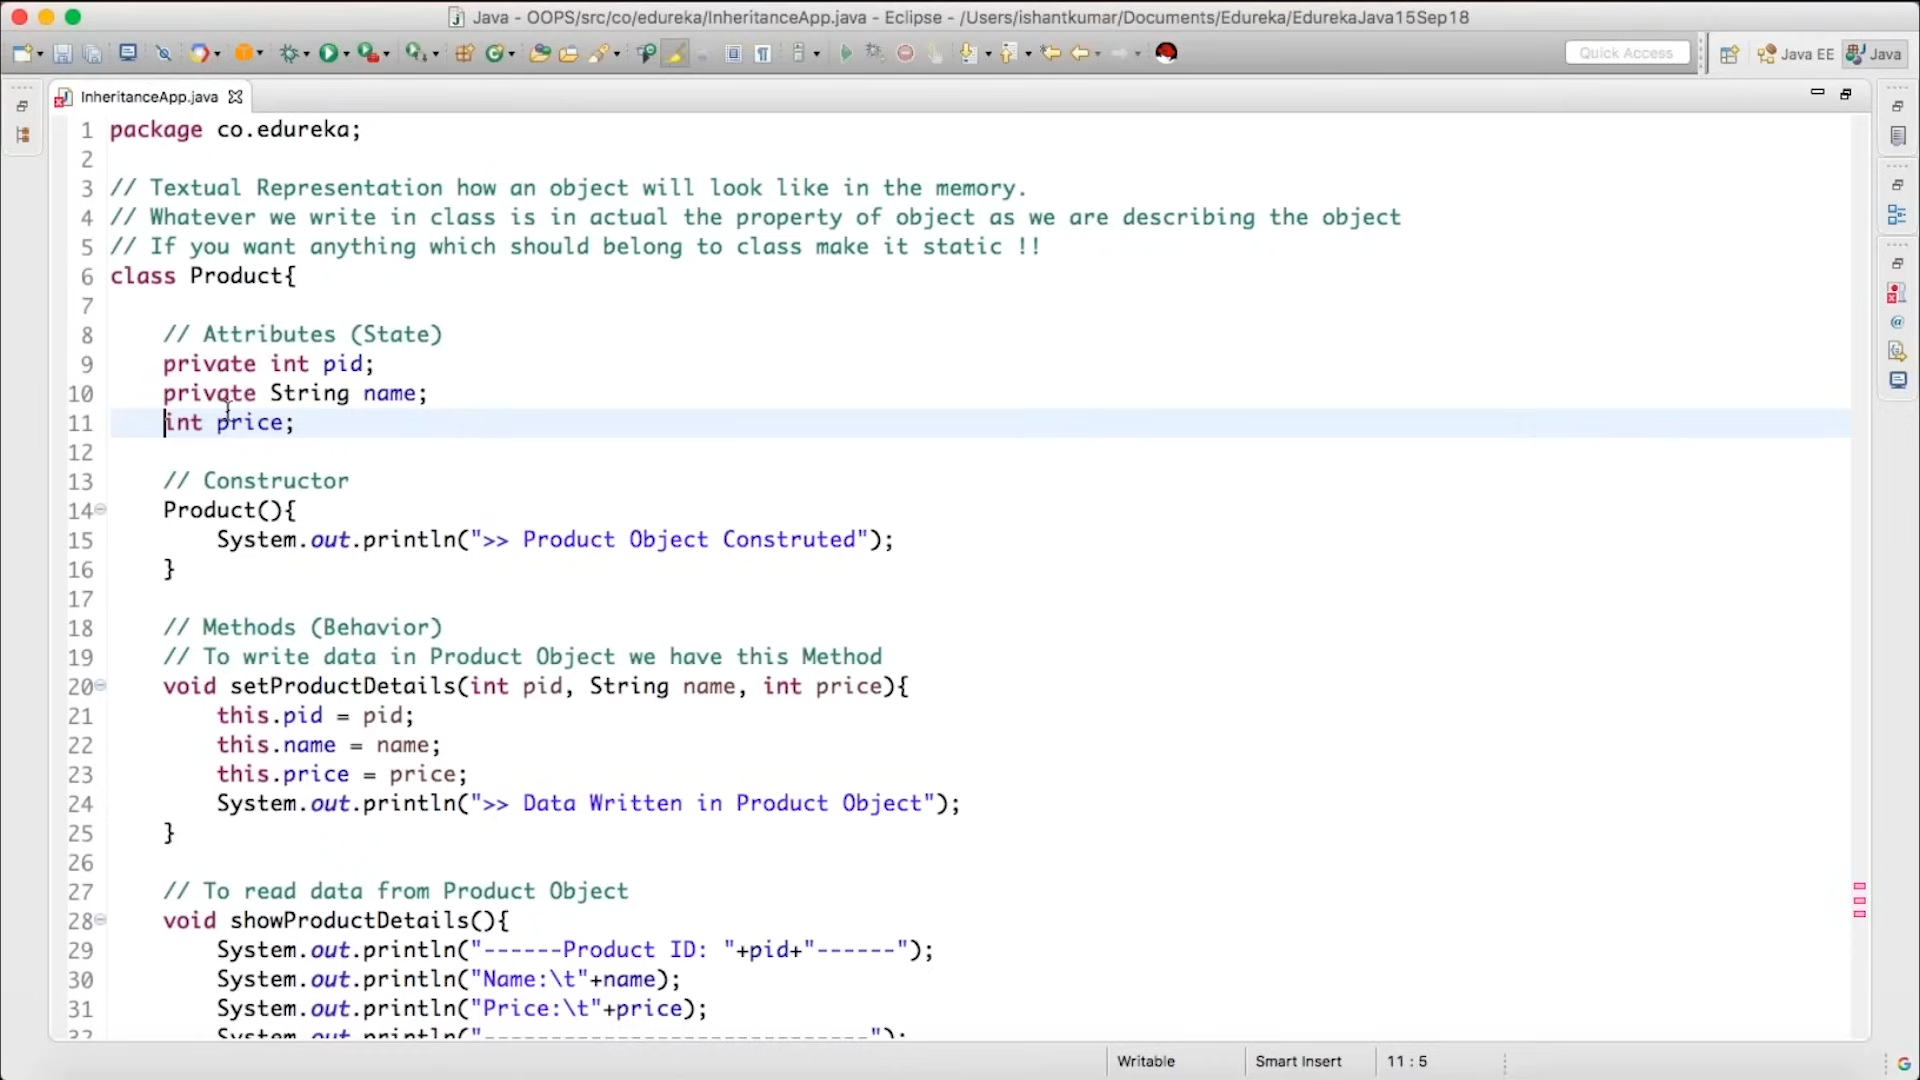 Java - OOPS/src/co/edureka/InheritanceApp.java - Eclipse - /Users/ishantkumar/Documents/Edureka/EdurekaJava15Sep18
Quick Access
Java EE
Java
InheritanceApp.java
1 package co.edureka;
2
3 // Textual Representation how an object will look like in the memory.
4 // Whatever we write in class is in actual the property of object as we are describing the object
5 // If you want anything which should belong to class make it static !!
6 class Product{
7
8 // Attributes (State)
9 private int pid;
10 private String name;
11 int price;
12
13 // Constructor
14 Product(){
15 System.out.println(">> Product Object Construted");
16 }
17
18 // Methods (Behavior)
19 // To write data in Product Object we have this Method
20 void setProductDetails(int pid, String name, int price){
21 this.pid = pid;
22 this.name = name;
23 this.price = price;
24 System.out.println(">> Data Written in Product Object");
25 }
26
27 // To read data from Product Object
28 void showProductDetails(){
29 System.out.println("------Product ID: "+pid+"------");
30 System.out.println("Name:\t"+name);
31 System.out.println("Price:\t"+price);
32 System.out.println("-----------------------------");
Writable
Smart Insert
11 : 5